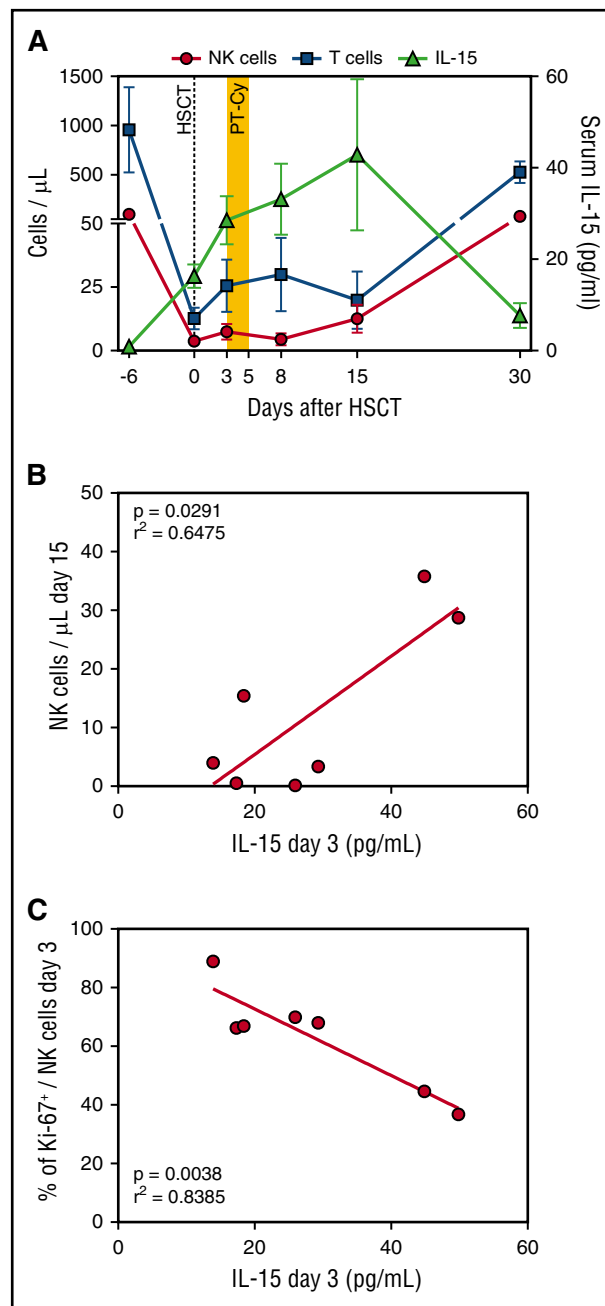 A
NK cells T cells IL-15
1500
1000
500
50
25
0
Cells / μL
HSCT
PT-Cy
60
40
20
0
Serum IL-15 (pg/ml)
-6 0 3 5 8 15 30
Days after HSCT
B
p = 0.0291
r² = 0.6475
50
40
30
20
10
0
NK cells / μL day 15
0 20 40 60
IL-15 day 3 (pg/mL)
C
100
80
60
40
20
0
% of Ki-67⁺ / NK cells day 3
p = 0.0038
r² = 0.8385
0 20 40 60
IL-15 day 3 (pg/mL)